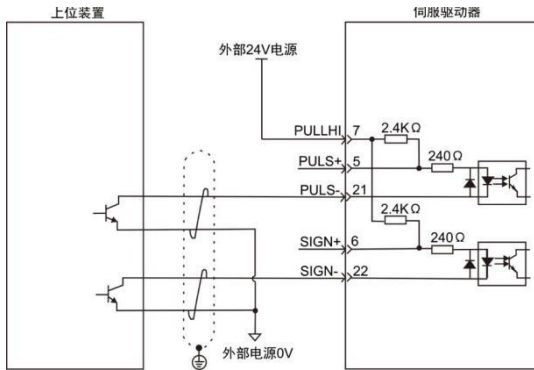 上位装置
伺服驱动器
外部24V电源
PULLHI 7 2.4KΩ
PULS+ 5 240Ω
PULS- 21
2.4KΩ
SIGN+ 6 240Ω
SIGN- 22
外部电源0V